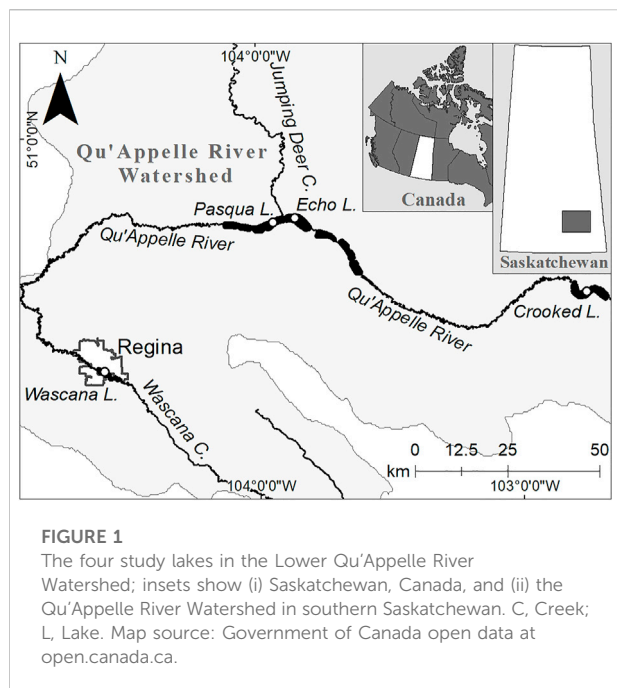 104°0'0"W
N
51°0'0"N
Jumping Deer C.
Qu'Appelle River
Watershed
Canada
Saskatchewan
Pasqua L.
Echo L.
Qu'Appelle River
Qu'Appelle River
Crooked L.
Regina
Wascana L.
Wascana C.
0 12.5 25 50
km
104°0'0"W
103°0'0"W
FIGURE 1
The four study lakes in the Lower Qu'Appelle River
Watershed; insets show (i) Saskatchewan, Canada, and (ii) the
Qu'Appelle River Watershed in southern Saskatchewan. C, Creek;
L, Lake. Map source: Government of Canada open data at
open.canada.ca.